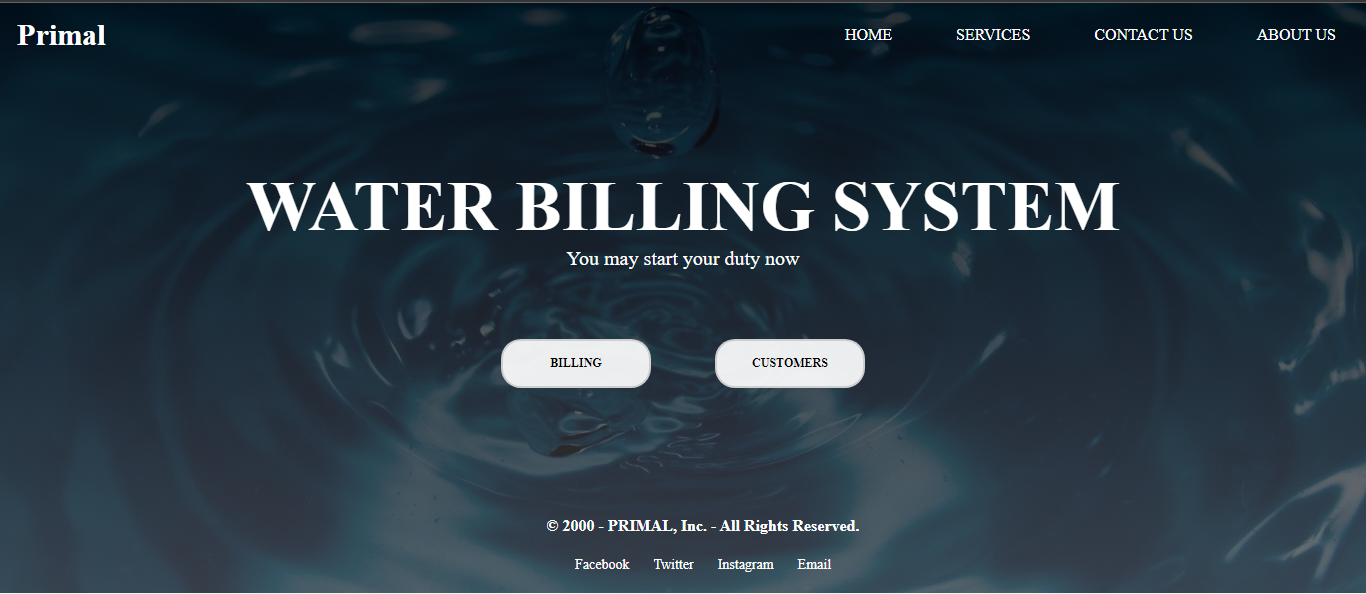 Primal HOME SERVICES CONTACT US ABOUT US
WATER BILLING SYSTEM
You may start your duty now
BILLING CUSTOMERS
© 2000 - PRIMAL, Inc. - All Rights Reserved.
Facebook Twitter Instagram Email